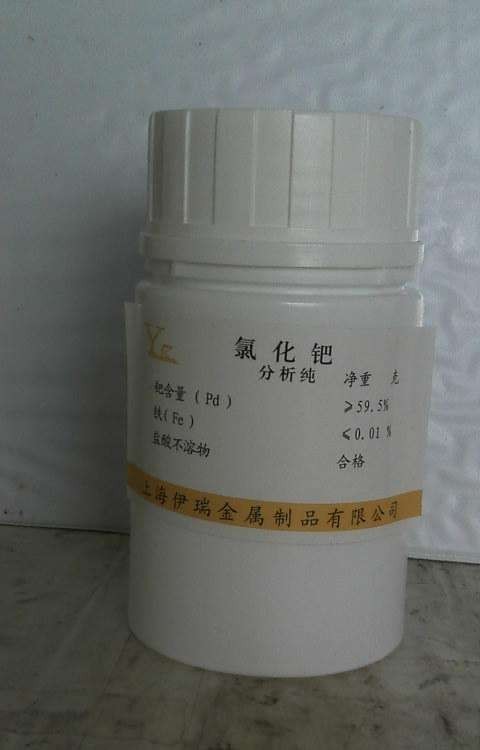 氯化钯
分析纯 净重 克
钯含量(Pd) ≥59.5%
铁(Fe) ≤0.01%
盐酸不溶物 合格
上海伊瑞金属制品有限公司